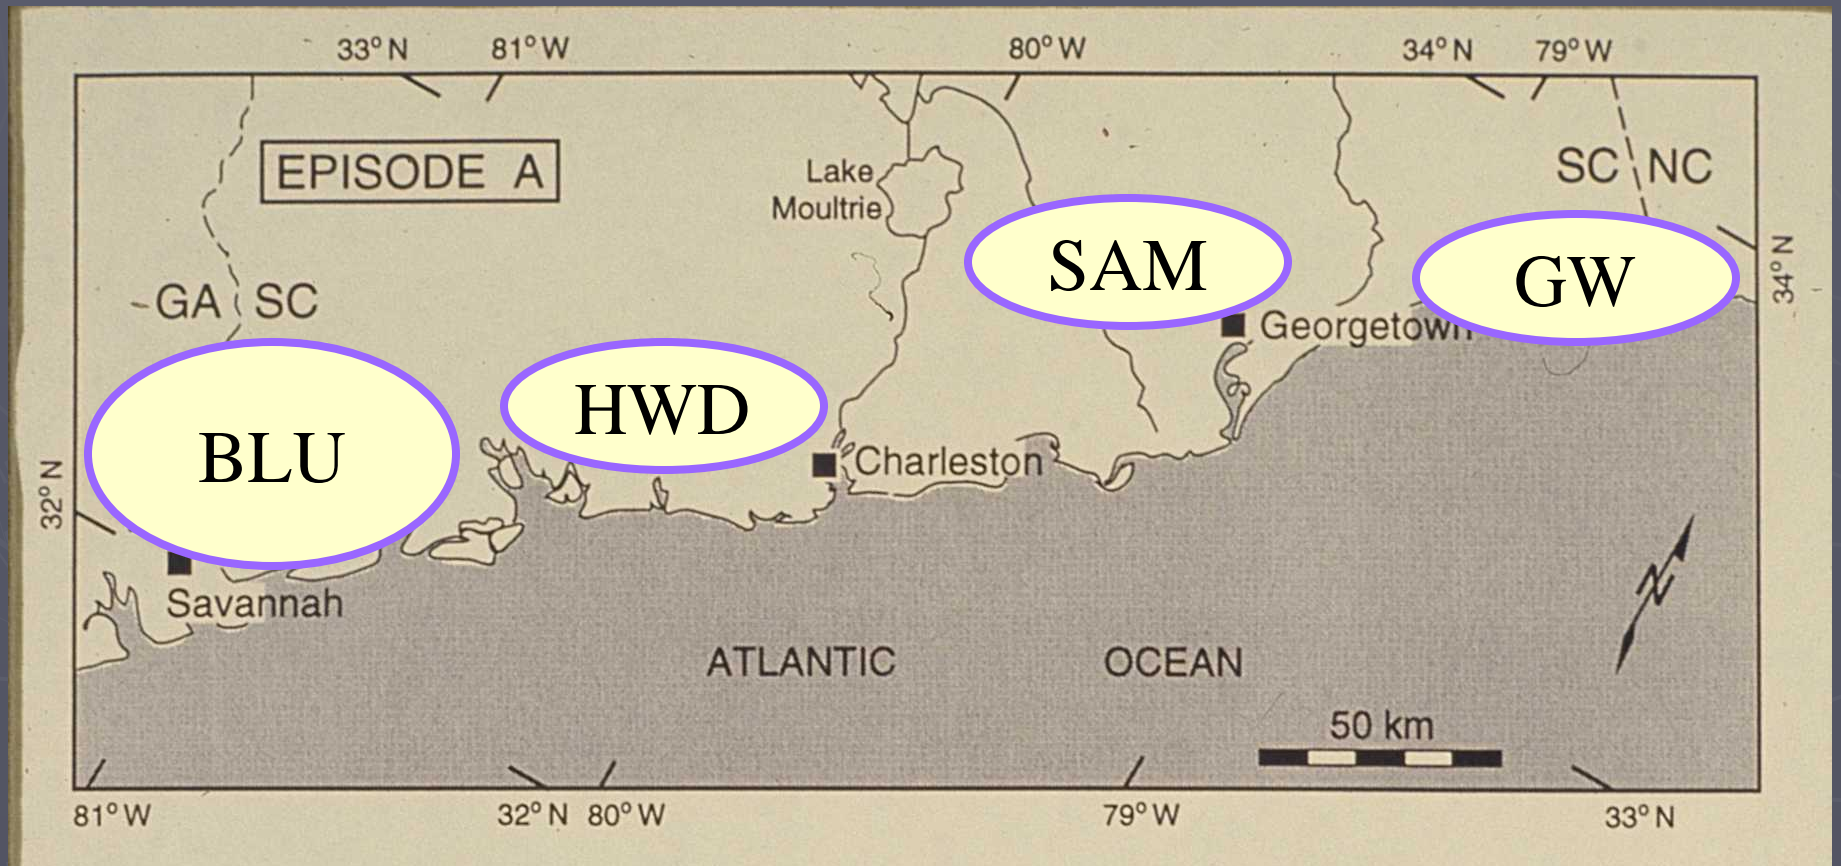 33° N 81° W 80° W 34° N 79° W
EPISODE A
Lake
Moultrie
SC NC
SAM
GW
34° N
GA SC
Georgetown
HWD
BLU
Charleston
32° N
Savannah
ATLANTIC OCEAN
N
50 km
81° W 32° N 80° W 79° W 33° N